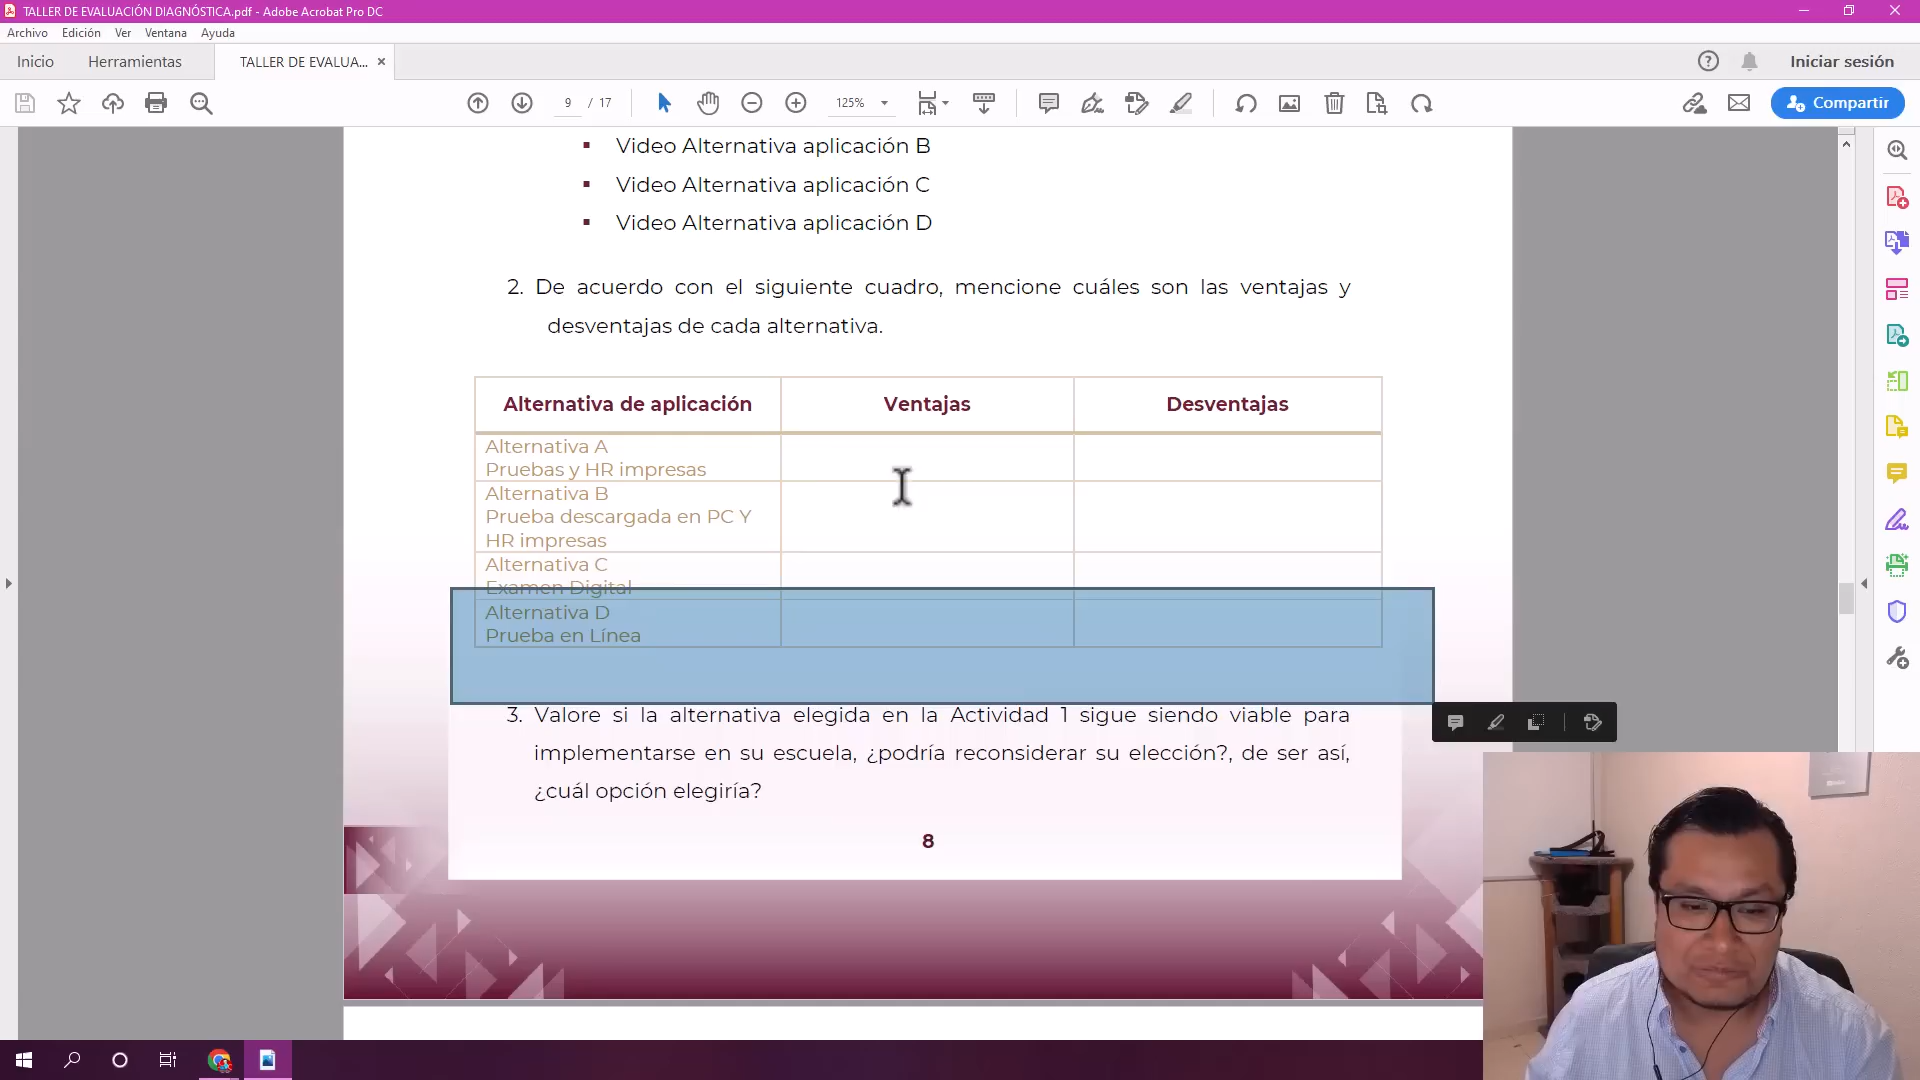 TALLER DE EVALUACIÓN DIAGNÓSTICA.pdf - Adobe Acrobat Pro DC
Archivo Edición Ver Ventana Ayuda
Inicio Herramientas TALLER DE EVALUA... Iniciar sesión
9 / 17 125% Compartir
Video Alternativa aplicación B
Video Alternativa aplicación C
Video Alternativa aplicación D
2. De acuerdo con el siguiente cuadro, mencione cuáles son las ventajas y
desventajas de cada alternativa.
Alternativa de aplicación Ventajas Desventajas
Alternativa A
Pruebas y HR impresas
Alternativa B
Prueba descargada en PC Y
HR impresas
Alternativa C
Examen Digital
Alternativa D
Prueba en Línea
3. Valore si la alternativa elegida en la Actividad 1 sigue siendo viable para
implementarse en su escuela, ¿podría reconsiderar su elección?, de ser así,
¿cuál opción elegiría?
8